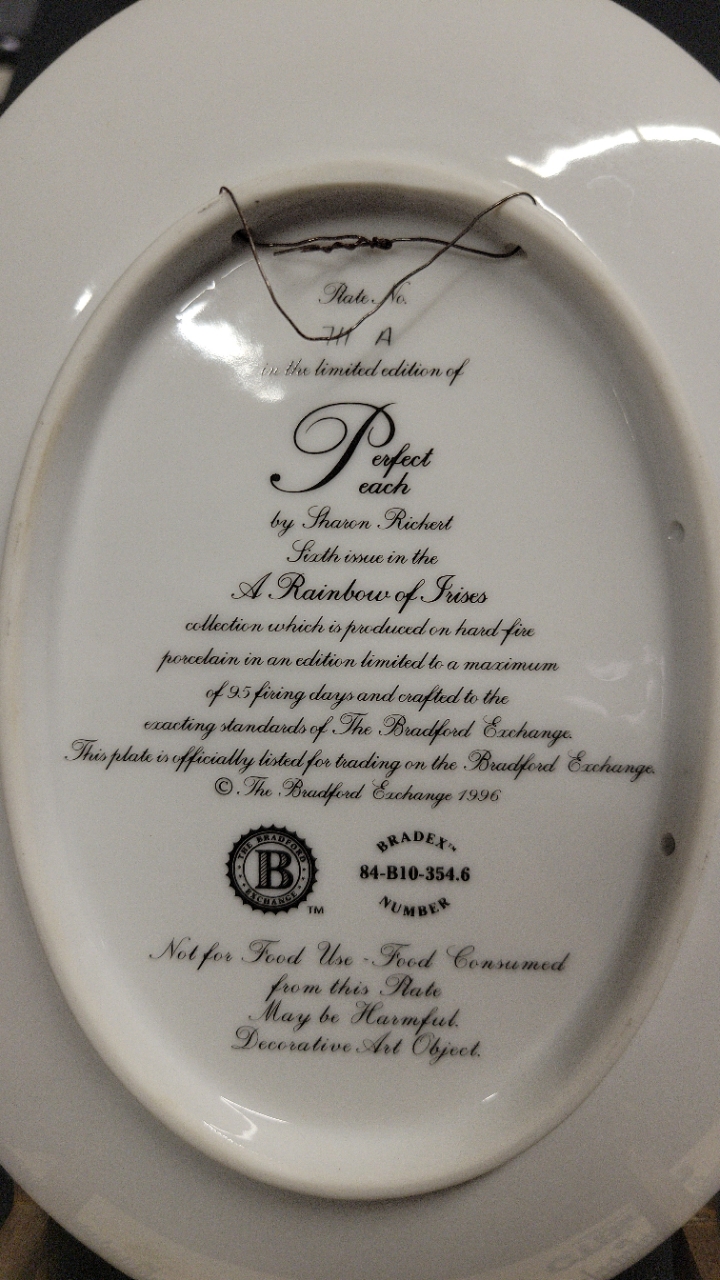 Plate No.
711 A
in the limited edition of
Perfect
Peach
by Sharon Rickert
Sixth issue in the
A Rainbow of Irises
collection which is produced on hard-fire
porcelain in an edition limited to a maximum
of 95 firing days and crafted to the
exacting standards of The Bradford Exchange.
This plate is officially listed for trading on the Bradford Exchange.
© The Bradford Exchange 1996
THE BRADFORD
B
EXCHANGE
TM
BRADEX™
84-B10-354.6
NUMBER
Not for Food Use - Food Consumed
from this Plate
May be Harmful.
Decorative Art Object.